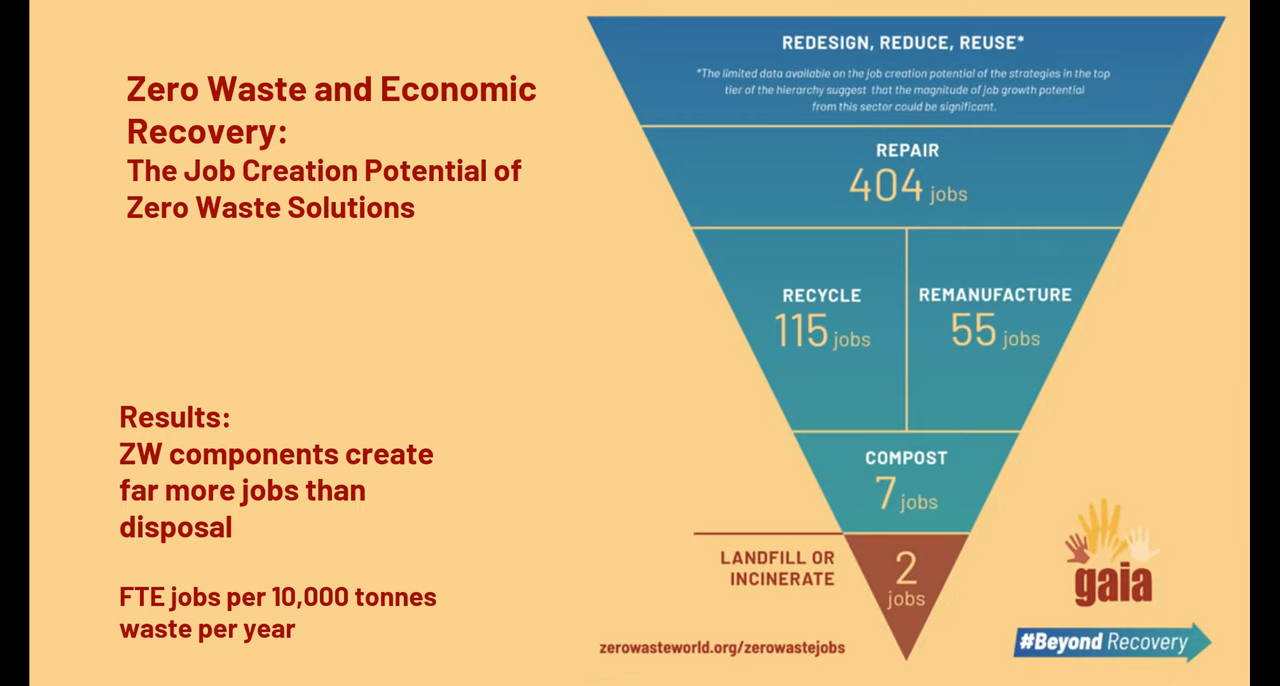 Zero Waste and Economic
Recovery:
The Job Creation Potential of
Zero Waste Solutions
Results:
ZW components create
far more jobs than
disposal
FTE jobs per 10,000 tonnes
waste per year
REDESIGN, REDUCE, REUSE*
*The limited data available on the job creation potential of the strategies in the top
tier of the hierarchy suggest that the magnitude of job growth potential
from this sector could be significant.
REPAIR
404 jobs
RECYCLE
115 jobs
REMANUFACTURE
55 jobs
COMPOST
7 jobs
LANDFILL OR
INCINERATE
2
jobs
zerowasteworld.org/zerowastejobs
gaia
#Beyond Recovery